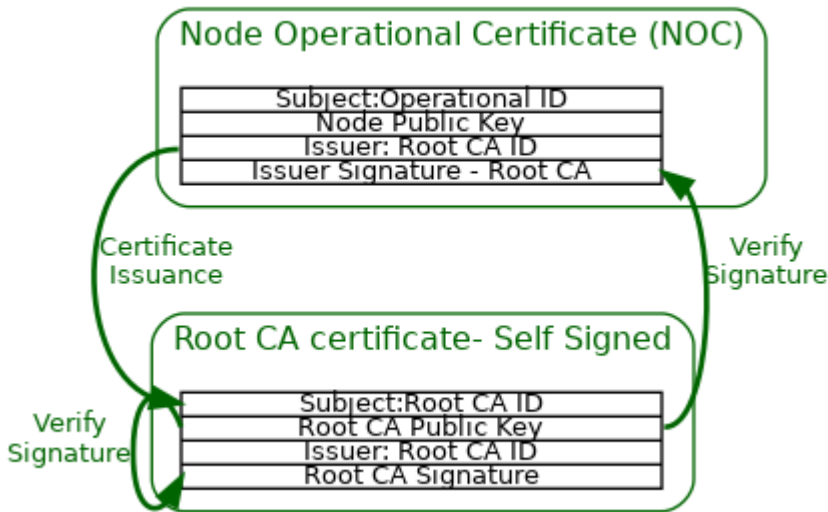 Node Operational Certificate (NOC)
Subject:Operational ID
Node Public Key
Issuer: Root CA ID
Issuer Signature - Root CA
Certificate
Issuance
Verify
Signature
Root CA certificate- Self Signed
Subject:Root CA ID
Root CA Public Key
Issuer: Root CA ID
Root CA Signature
Verify
Signature